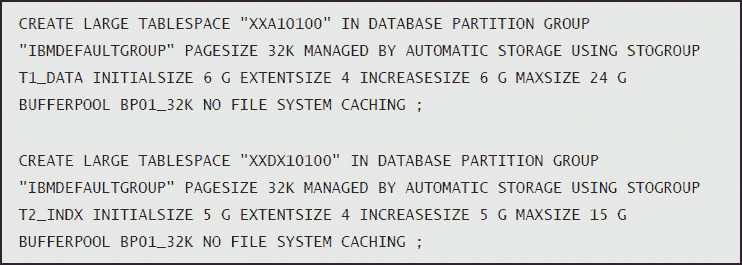 CREATE LARGE TABLESPACE "XXA10100" IN DATABASE PARTITION GROUP
"IBMDEFAULTGROUP" PAGESIZE 32K MANAGED BY AUTOMATIC STORAGE USING STOGROUP
T1_DATA INITIALSIZE 6 G EXTENTSIZE 4 INCREASESIZE 6 G MAXSIZE 24 G
BUFFERPOOL BP01_32K NO FILE SYSTEM CACHING ;
CREATE LARGE TABLESPACE "XXDX10100" IN DATABASE PARTITION GROUP
"IBMDEFAULTGROUP" PAGESIZE 32K MANAGED BY AUTOMATIC STORAGE USING STOGROUP
T2_INDX INITIALSIZE 5 G EXTENTSIZE 4 INCREASESIZE 5 G MAXSIZE 15 G
BUFFERPOOL BP01_32K NO FILE SYSTEM CACHING ;